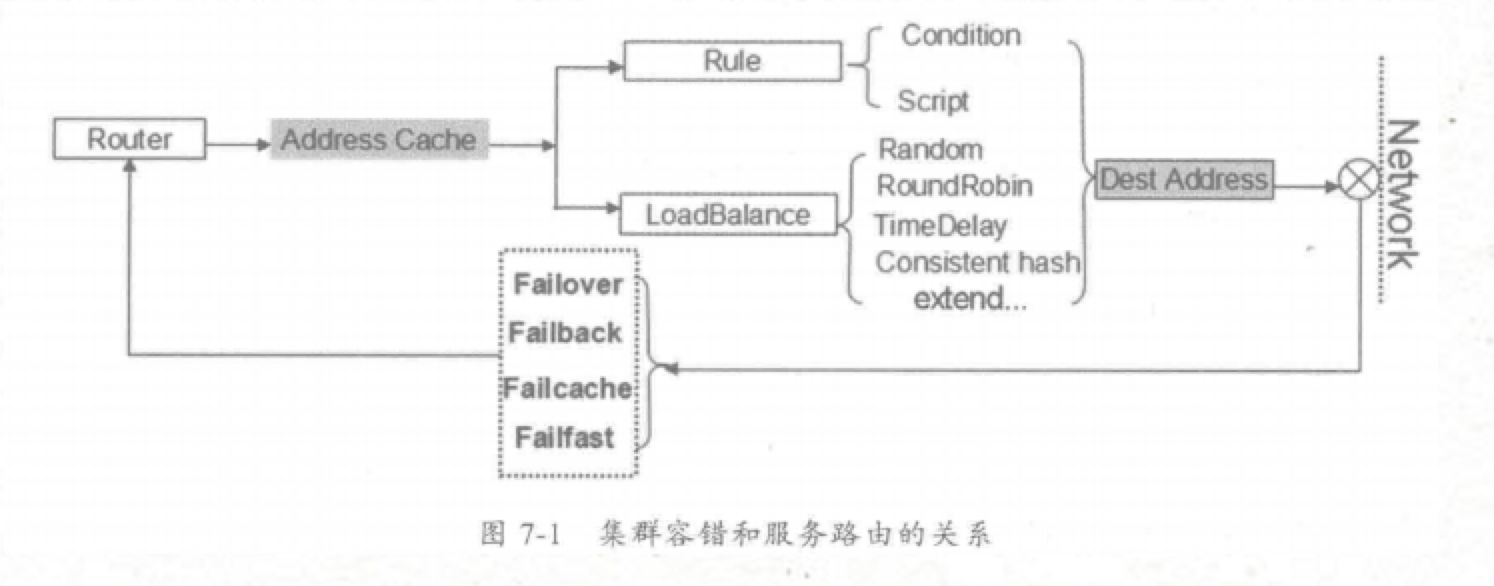 Router
Address Cache
Rule
Condition
Script
LoadBalance
Random
RoundRobin
TimeDelay
Consistent hash
extend...
Dest Address
Network
Failover
Failback
Failcache
Failfast
图 7-1 集群容错和服务路由的关系